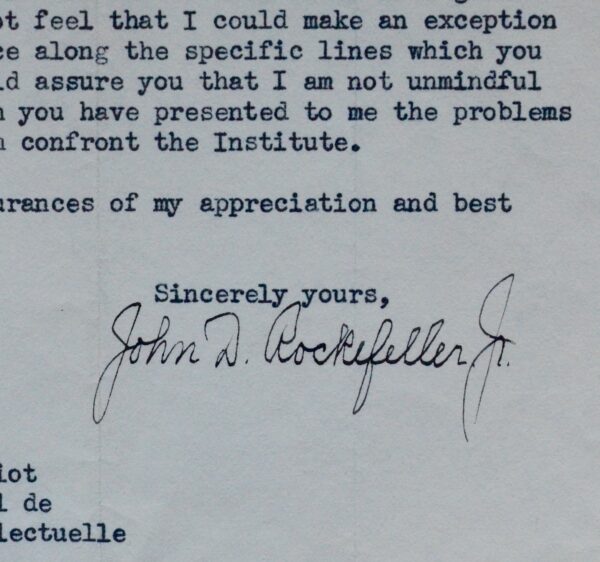 ot feel that I could make an exception
ce along the specific lines which you
ld assure you that I am not unmindful
n you have presented to me the problems
confront the Institute.
urances of my appreciation and best
Sincerely yours,
John D. Rockefeller, Jr.
iot
l de
lectuelle